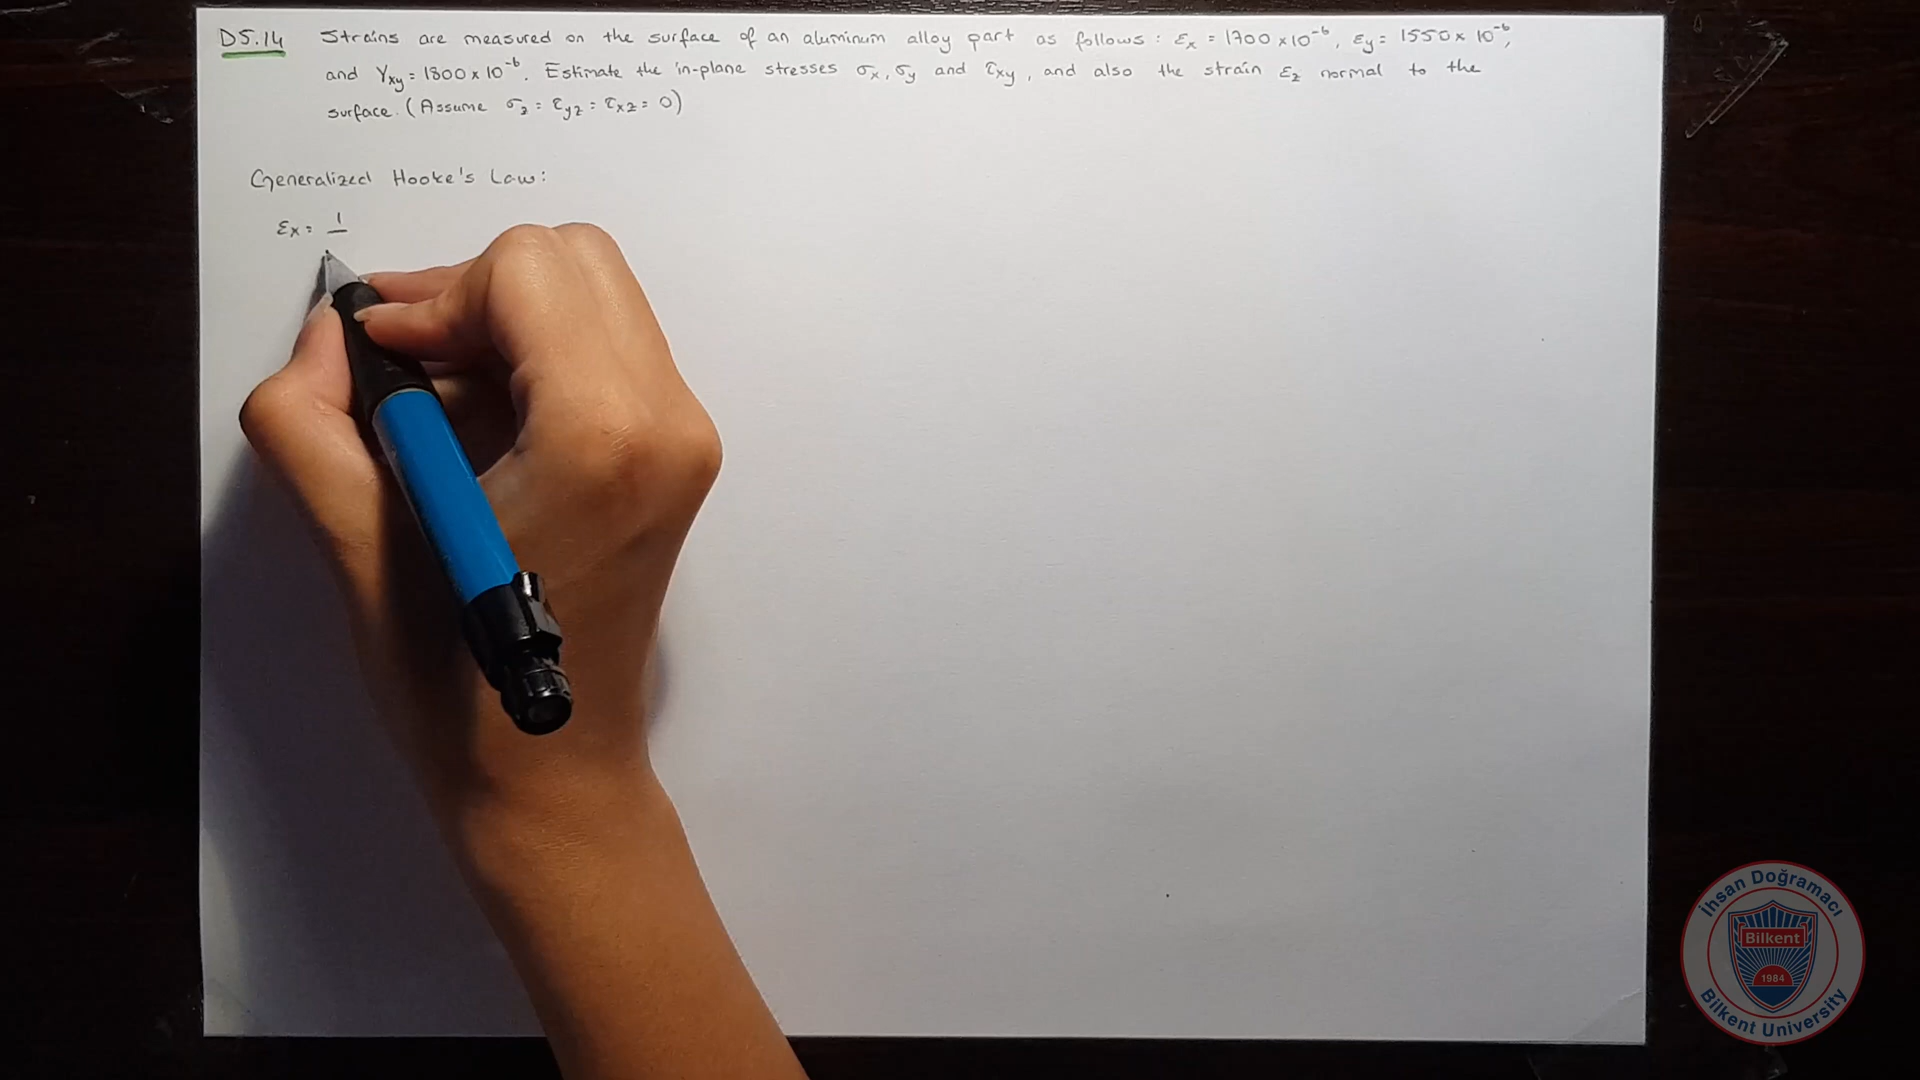 D5.14 Strains are measured on the surface of an aluminum alloy part as follows : εx = 1700 x10⁻⁶, εy = 1550 x 10⁻⁶,
and γxy = 1800 x 10⁻⁶. Estimate the in-plane stresses σx, σy and τxy, and also the strain εz normal to the
surface. (Assume σz = τyz = τxz = 0)
Generalized Hooke's Law:
εx = 1
İhsan Doğramacı
Bilkent
1984
Bilkent University